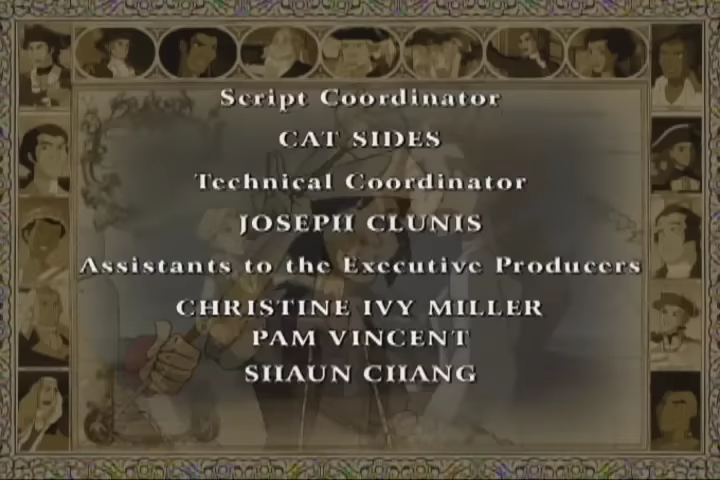 Script Coordinator
CAT SIDES
Technical Coordinator
JOSEPH CLUNIS
Assistants to the Executive Producers
CHRISTINE IVY MILLER
PAM VINCENT
SHAUN CHANG